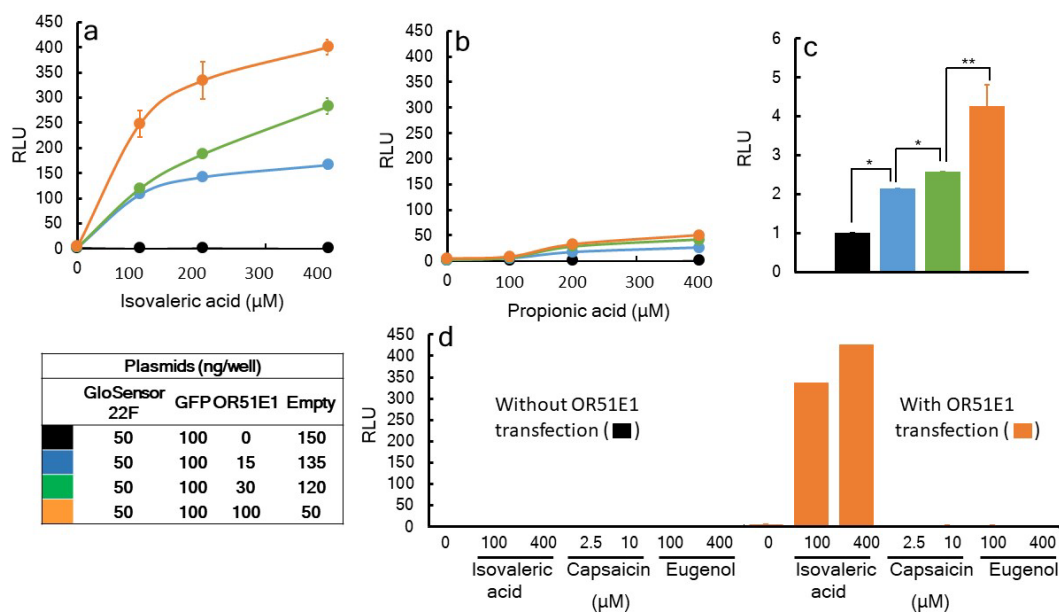 a
450
400
350
300
250
200
150
100
50
0
RLU
0 100 200 300 400
Isovaleric acid (µM)
b
450
400
350
300
250
200
150
100
50
0
RLU
0 100 200 300 400
Propionic acid (µM)
c
6
5
4
3
2
1
0
RLU
*
*
**
Plasmids (ng/well)
GloSensor 22F GFP OR51E1 Empty
50 100 0 150
50 100 15 135
50 100 30 120
50 100 100 50
d
450
400
350
300
250
200
150
100
50
0
RLU
Without OR51E1
transfection ( )
With OR51E1
transfection ( )
0 100 400 2.5 10 100 400 0 100 400 2.5 10 100 400
Isovaleric acid Capsaicin Eugenol Isovaleric acid Capsaicin Eugenol
(µM) (µM)